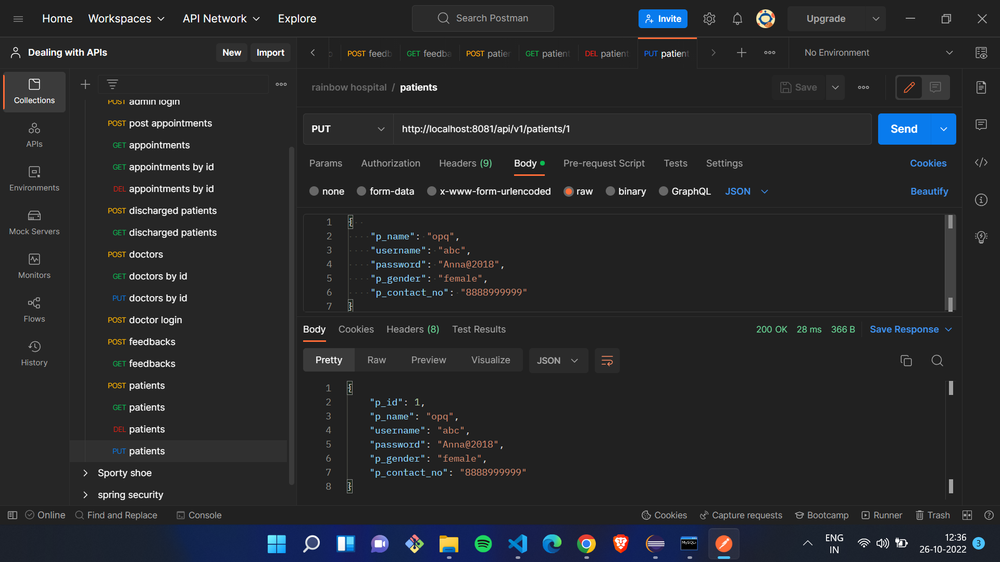 Home Workspaces API Network Explore Search Postman Invite Upgrade
Dealing with APIs New Import POST feedb GET feedba POST patier GET patient DEL patient PUT patient No Environment
Collections
APIs
Environments
Mock Servers
Monitors
Flows
History
POST admin login
POST post appointments
GET appointments
GET appointments by id
DEL appointments by id
POST discharged patients
GET discharged patients
POST doctors
GET doctors by id
PUT doctors by id
POST doctor login
POST feedbacks
GET feedbacks
POST patients
GET patients
DEL patients
PUT patients
Sporty shoe
spring security
rainbow hospital / patients Save
PUT http://localhost:8081/api/v1/patients/1 Send
Params Authorization Headers (9) Body Pre-request Script Tests Settings Cookies
none form-data x-www-form-urlencoded raw binary GraphQL JSON Beautify
1 {
2 "p_name": "opq",
3 "username": "abc",
4 "password": "Anna@2018",
5 "p_gender": "female",
6 "p_contact_no": "8888999999"
7 }
Body Cookies Headers (8) Test Results 200 OK 28 ms 366 B Save Response
Pretty Raw Preview Visualize JSON
1 {
2 "p_id": 1,
3 "p_name": "opq",
4 "username": "abc",
5 "password": "Anna@2018",
6 "p_gender": "female",
7 "p_contact_no": "8888999999"
8 }
Online Find and Replace Console Cookies Capture requests Bootcamp Runner Trash
MySQL
ENG
IN
12:36
26-10-2022
3